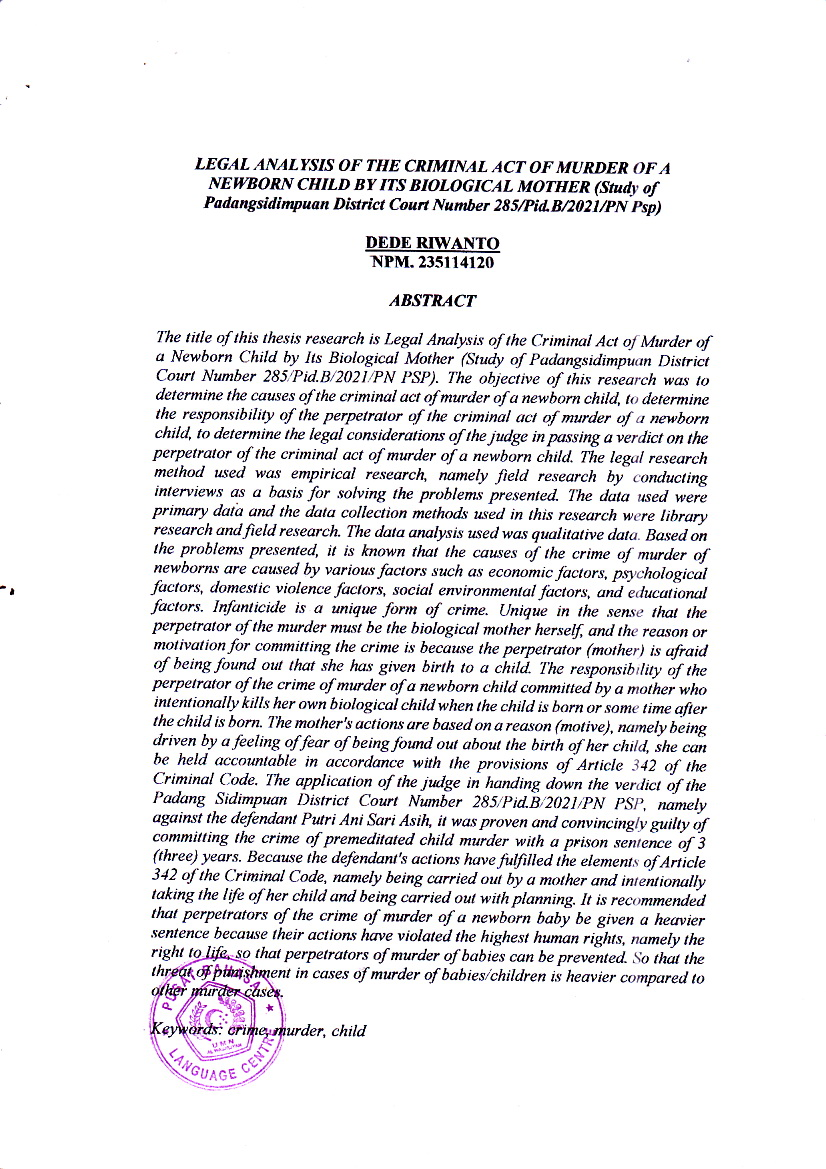 LEGAL ANALYSIS OF THE CRIMINAL ACT OF MURDER OF A
NEWBORN CHILD BY ITS BIOLOGICAL MOTHER (Study of
Padangsidimpuan District Court Number 285/Pid.B/2021/PN Psp)
DEDE RIWANTO
NPM. 235114120
ABSTRACT
The title of this thesis research is Legal Analysis of the Criminal Act of Murder of
a Newborn Child by Its Biological Mother (Study of Padangsidimpuan District
Court Number 285/Pid.B/2021/PN PSP). The objective of this research was to
determine the causes of the criminal act of murder of a newborn child, to determine
the responsibility of the perpetrator of the criminal act of murder of a newborn
child, to determine the legal considerations of the judge in passing a verdict on the
perpetrator of the criminal act of murder of a newborn child. The legal research
method used was empirical research, namely field research by conducting
interviews as a basis for solving the problems presented. The data used were
primary data and the data collection methods used in this research were library
research and field research. The data analysis used was qualitative data. Based on
the problems presented, it is known that the causes of the crime of murder of
newborns are caused by various factors such as economic factors, psychological
factors, domestic violence factors, social environmental factors, and educational
factors. Infanticide is a unique form of crime. Unique in the sense that the
perpetrator of the murder must be the biological mother herself, and the reason or
motivation for committing the crime is because the perpetrator (mother) is afraid
of being found out that she has given birth to a child. The responsibility of the
perpetrator of the crime of murder of a newborn child committed by a mother who
intentionally kills her own biological child when the child is born or some time after
the child is born. The mother's actions are based on a reason (motive), namely being
driven by a feeling of fear of being found out about the birth of her child, she can
be held accountable in accordance with the provisions of Article 342 of the
Criminal Code. The application of the judge in handing down the verdict of the
Padang Sidimpuan District Court Number 285/Pid.B/2021/PN PSP, namely
against the defendant Putri Ani Sari Asih, it was proven and convincingly guilty of
committing the crime of premeditated child murder with a prison sentence of 3
(three) years. Because the defendant's actions have fulfilled the elements of Article
342 of the Criminal Code, namely being carried out by a mother and intentionally
taking the life of her child and being carried out with planning. It is recommended
that perpetrators of the crime of murder of a newborn baby be given a heavier
sentence because their actions have violated the highest human rights, namely the
right to life, so that perpetrators of murder of babies can be prevented. So that the
threat of punishment in cases of murder of babies/children is heavier compared to
other murder cases.
Keywords: crime, murder, child
PUSAT BAHASA
UMN
LANGUAGE CENTRE